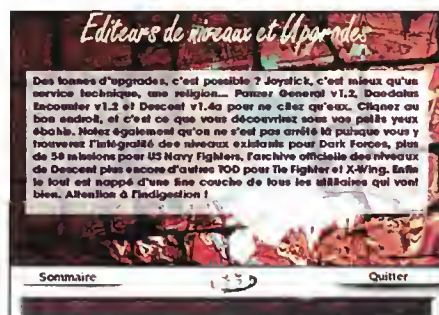 Editeurs de niveaux et Upgrades
Des tonnes d'upgrades, c'est possible ? Joystick, c'est mieux qu'un
service technique, une religion... Panzer General v1.2, Daedalus
Encounter v1.2 et Descent v1.4a pour ne citer qu'eux. Cliquez au
bon endroit, et c'est ce que vous découvrirez sous vos petits yeux
ébahis. Notez également qu'on ne s'est pas arrêté là puisque vous y
trouverez l'intégralité des niveaux existants pour Dark Forces, plus
de 58 missions pour US Navy Fighters, l'archive officielle des niveaux
de Descent plus encore d'autres TOD pour Tie Fighter et X-Wing. Enfin
le tout est nappé d'une fine couche de tous les utilitaires qui vont
bien. Attention à l'indigestion !
Sommaire
Quitter